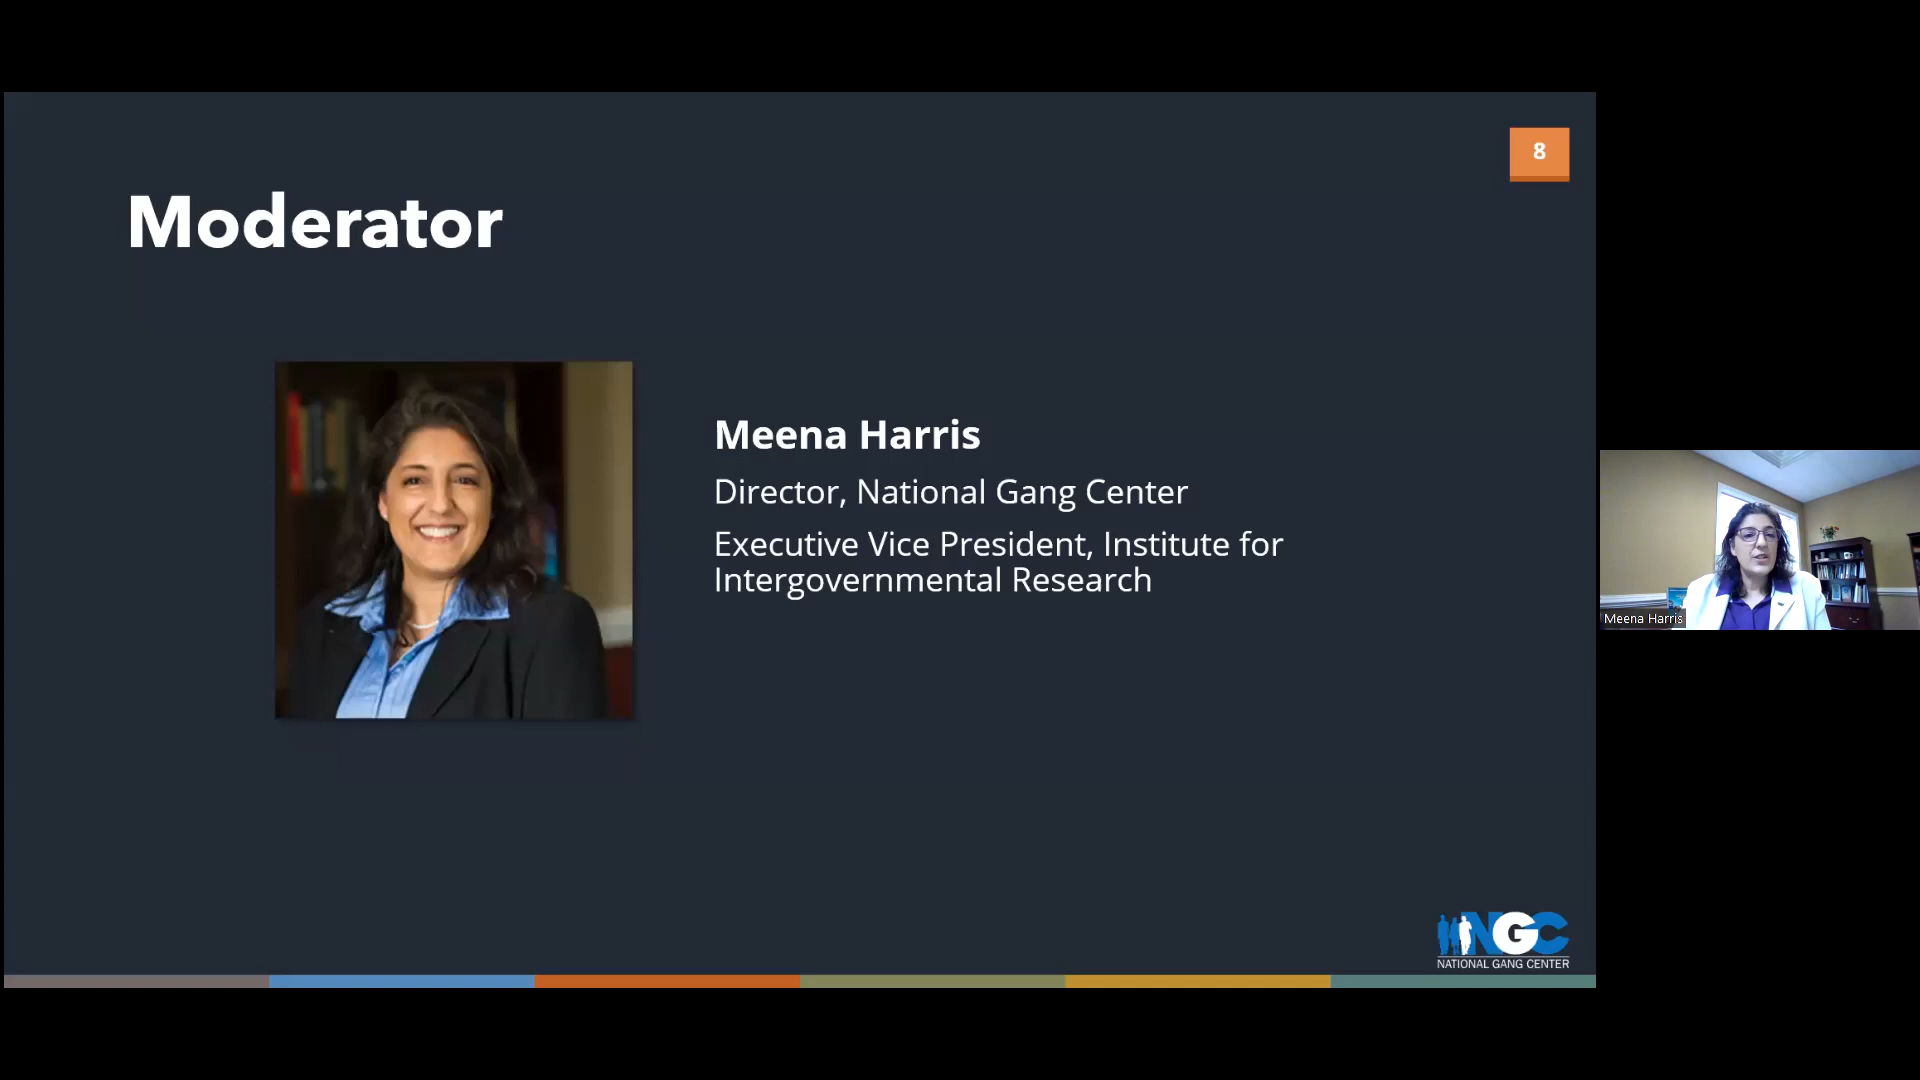 8
Moderator
Meena Harris
Director, National Gang Center
Executive Vice President, Institute for
Intergovernmental Research
Meena Harris
NGC
NATIONAL GANG CENTER